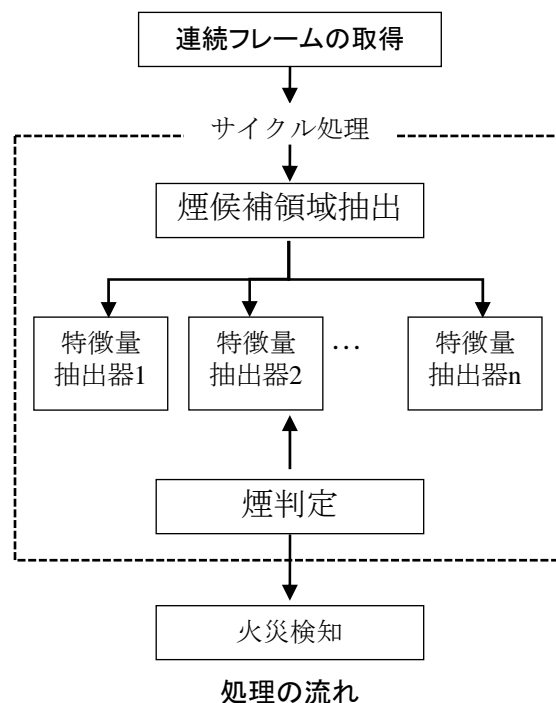 連続フレームの取得
サイクル処理
煙候補領域抽出
特徴量
抽出器1
特徴量
抽出器2
…
特徴量
抽出器n
煙判定
火災検知
処理の流れ